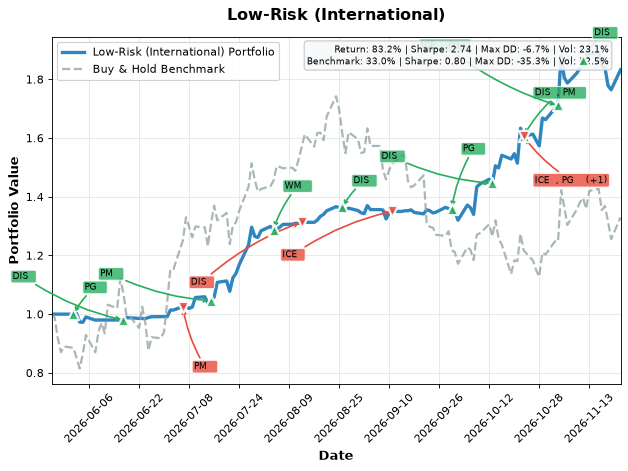 Low-Risk (International)
DIS
Low-Risk (International) Portfolio
Buy & Hold Benchmark
Return: 83.2% | Sharpe: 2.74 | Max DD: -6.7% | Vol: 23.1%
Benchmark: 33.0% | Sharpe: 0.80 | Max DD: -35.3% | Vol:
DIS , PM
DIS
PG
ICE , PG (+1)
WM
DIS
ICE
DIS
PM
DIS
PG
PM
Portfolio Value
1.8
1.6
1.4
1.2
1.0
0.8
2026-06-06
2026-06-22
2026-07-08
2026-07-24
2026-08-09
2026-08-25
2026-09-10
2026-09-26
2026-10-12
2026-10-28
2026-11-13
Date